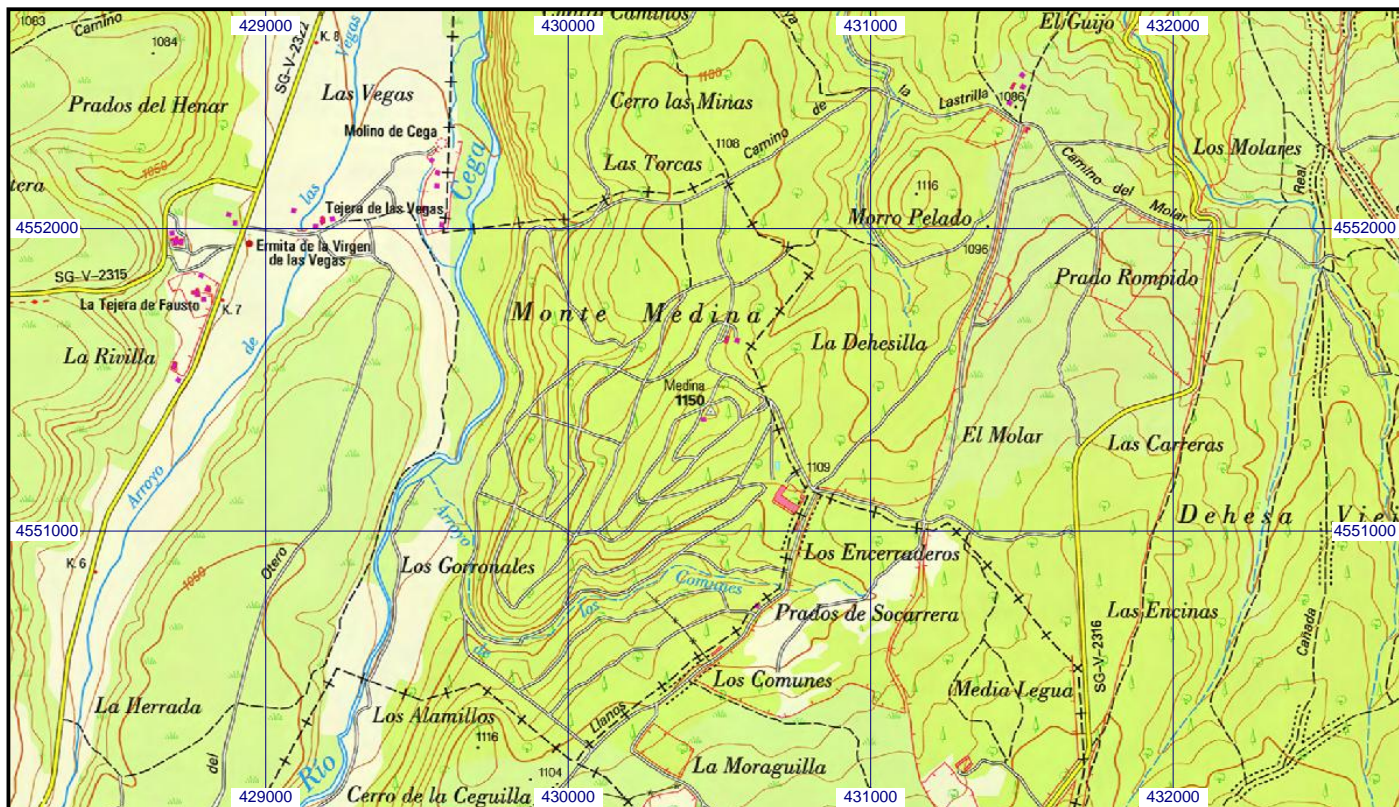 1083
Camino
1084
429000
K. 8
SG-V-2322
Vegas
430000
Cerro las Minas
1100
431000
la
Lastrilla
El Guijo
1086
432000
Prados del Henar
Las Vegas
Molino de Cega
Cega
Las Torcas
1108
Camino
de
Los Molares
Real
1050
las
tera
Tejera de las Vegas
1116
Morro Pelado
Camino del Molar
4552000
4552000
Ermita de la Virgen
de las Vegas
1096
SG-V-2315
La Tejera de Fausto
K. 7
Prado Rompido
Monte Medina
de
La Rivilla
La Dehesilla
Medina
1150
El Molar
Las Carreras
Arroyo
1109
4551000
Arroyo
Dehesa
4551000
K. 6
1050
Otero
Los Gorronales
Los Encerraderos
los
Comunes
Prados de Socarrera
Las Encinas
de
Cañada
SG-V-2316
La Herrada
Los Comunes
Media Legua
Los Alamillos
Llanos
1116
del
Río
1104
La Moraguilla
Cerro de la Ceguilla
429000
430000
431000
432000